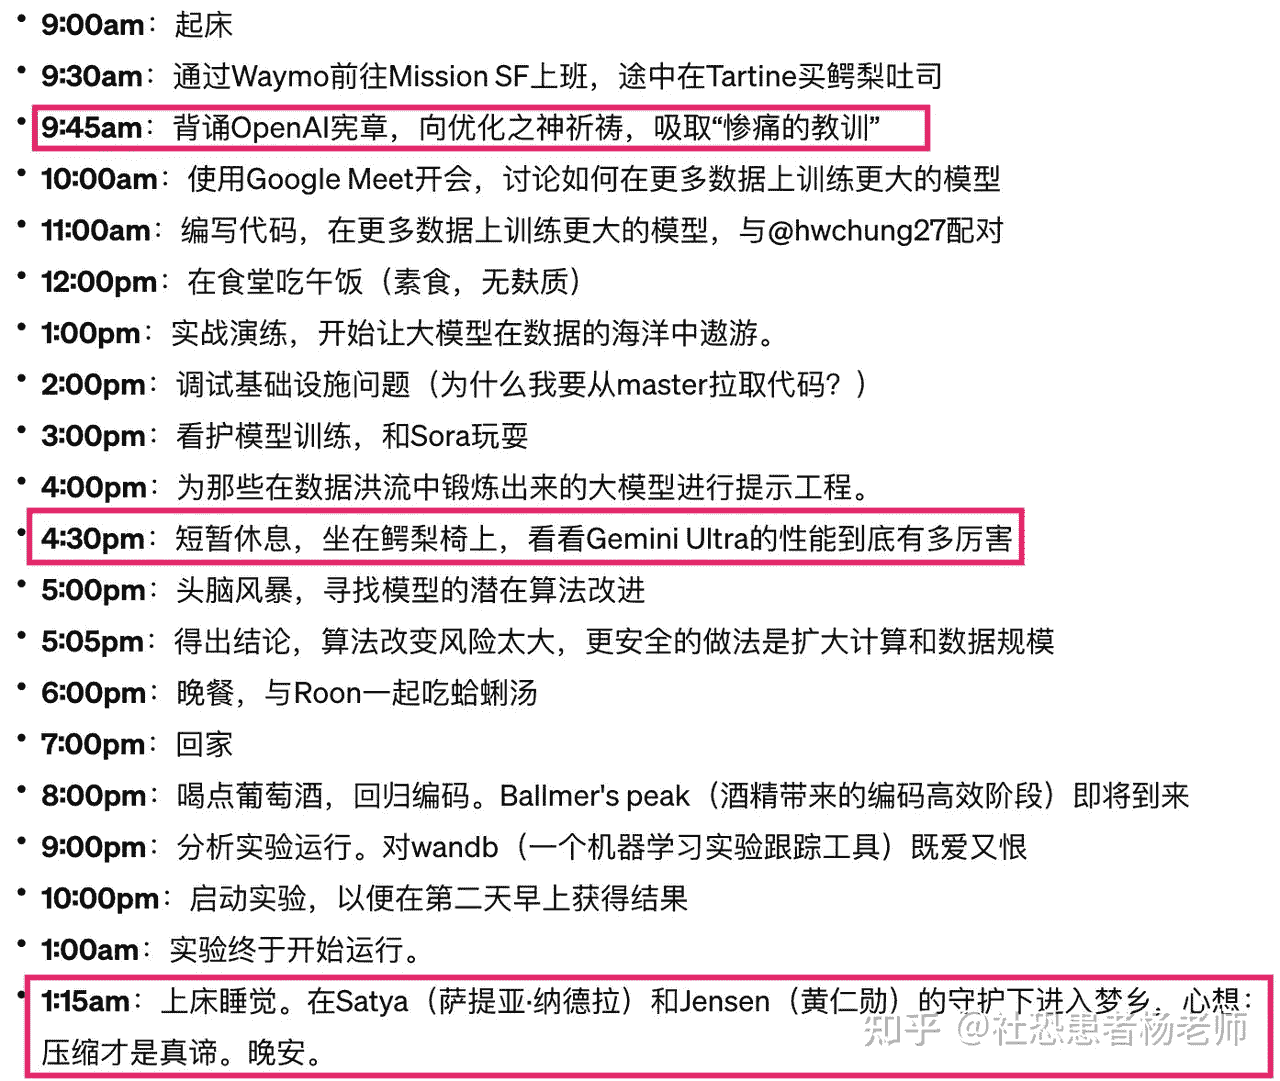 • 9:00am：起床
• 9:30am：通过Waymo前往Mission SF上班，途中在Tartine买鳄梨吐司
• 9:45am：背诵OpenAI宪章，向优化之神祈祷，吸取“惨痛的教训”
• 10:00am：使用Google Meet开会，讨论如何在更多数据上训练更大的模型
• 11:00am：编写代码，在更多数据上训练更大的模型，与@hwchung27配对
• 12:00pm：在食堂吃午饭（素食，无麸质）
• 1:00pm：实战演练，开始让大模型在数据的海洋中遨游。
• 2:00pm：调试基础设施问题（为什么我要从master拉取代码？）
• 3:00pm：看护模型训练，和Sora玩耍
• 4:00pm：为那些在数据洪流中锻炼出来的大模型进行提示工程。
• 4:30pm：短暂休息，坐在鳄梨椅上，看看Gemini Ultra的性能到底有多厉害
• 5:00pm：头脑风暴，寻找模型的潜在算法改进
• 5:05pm：得出结论，算法改变风险太大，更安全的做法是扩大计算和数据规模
• 6:00pm：晚餐，与Roon一起吃蛤蜊汤
• 7:00pm：回家
• 8:00pm：喝点葡萄酒，回归编码。Ballmer's peak（酒精带来的编码高效阶段）即将到来
• 9:00pm：分析实验运行。对wandb（一个机器学习实验跟踪工具）既爱又恨
• 10:00pm：启动实验，以便在第二天早上获得结果
• 1:00am：实验终于开始运行。
• 1:15am：上床睡觉。在Satya（萨提亚·纳德拉）和Jensen（黄仁勋）的守护下进入梦乡，心想：
压缩才是真谛。晚安。
知乎 @社恐患者杨老师